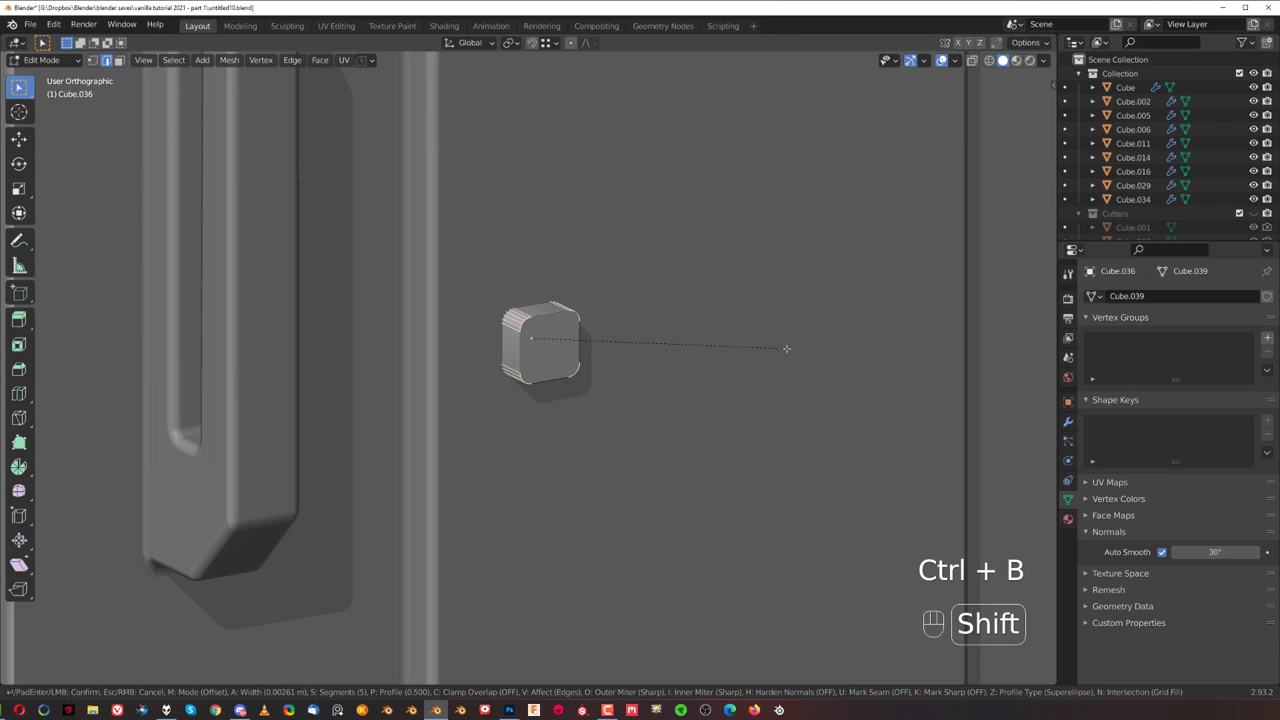 Blender* [G:\Dropbox\Blender\blender saves\vanilla tutorial 2021 - part 1\untitled10.blend]
File Edit Render Window Help Layout Modeling Sculpting UV Editing Texture Paint Shading Animation Rendering Compositing Geometry Nodes Scripting + Scene View Layer
Global Options
Edit Mode View Select Add Mesh Vertex Edge Face UV
User Orthographic
(1) Cube.036
X Y Z
Scene Collection
Collection
Cube
Cube.002
Cube.005
Cube.006
Cube.011
Cube.014
Cube.016
Cube.029
Cube.034
Cutters
Cube.001
Cube.036 Cube.039
Cube.039
Vertex Groups
Shape Keys
UV Maps
Vertex Colors
Face Maps
Normals
Auto Smooth 30°
Texture Space
Remesh
Geometry Data
Custom Properties
Ctrl + B
Shift
↵/PadEnter/LMB: Confirm, Esc/RMB: Cancel, M: Mode (Offset), A: Width (0.00261 m), S: Segments (5), P: Profile (0.500), C: Clamp Overlap (OFF), V: Affect (Edges), O: Outer Miter (Sharp), I: Inner Miter (Sharp), H: Harden Normals (OFF), U: Mark Seam (OFF), K: Mark Sharp (OFF), Z: Profile Type (Superellipse), N: Intersection (Grid Fill)
2.93.2